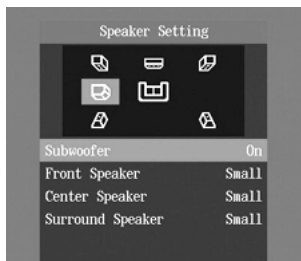 Speaker Setting
Subwoofer On
Front Speaker Small
Center Speaker Small
Surround Speaker Small